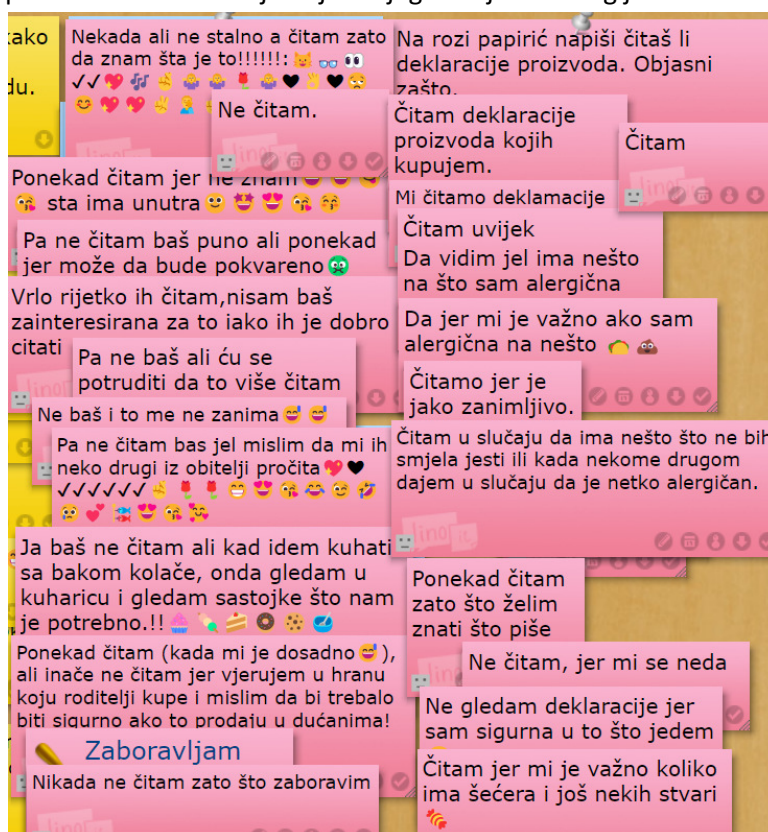 kako
du.
Nekada ali ne stalno a čitam zato
da znam šta je to!!!!!!: 😹 👓 👀
Ne čitam.
Ponekad čitam jer ne znam
sta ima unutra
Pa ne čitam baš puno ali ponekad
jer može da bude pokvareno
Vrlo rijetko ih čitam,nisam baš
zainteresirana za to iako ih je dobro
citati
Pa ne baš ali ću se
potruditi da to više čitam
Ne baš i to me ne zanima
Pa ne čitam bas jel mislim da mi ih
neko drugi iz obitelji pročita
Ja baš ne čitam ali kad idem kuhati
sa bakom kolače, onda gledam u
kuharicu i gledam sastojke što nam
je potrebno.!!
Ponekad čitam (kada mi je dosadno 😅),
ali inače ne čitam jer vjerujem u hranu
koju roditelji kupe i mislim da bi trebalo
biti sigurno ako to prodaju u dućanima!
Zaboravljam
Nikada ne čitam zato što zaboravim
Na rozi papirić napiši čitaš li
deklaracije proizvoda. Objasni
zašto.
Čitam deklaracije
proizvoda kojih
kupujem.
Čitam
Mi čitamo deklamacije
Čitam uvijek
Da vidim jel ima nešto
na što sam alergična
Da jer mi je važno ako sam
alergična na nešto 🌮 💩
Čitamo jer je
jako zanimljivo.
Čitam u slučaju da ima nešto što ne bih
smjela jesti ili kada nekome drugom
dajem u slučaju da je netko alergičan.
Ponekad čitam
zato što želim
znati što piše
Ne čitam, jer mi se neda
Ne gledam deklaracije jer
sam sigurna u to što jedem
Čitam jer mi je važno koliko
ima šećera i još nekih stvari